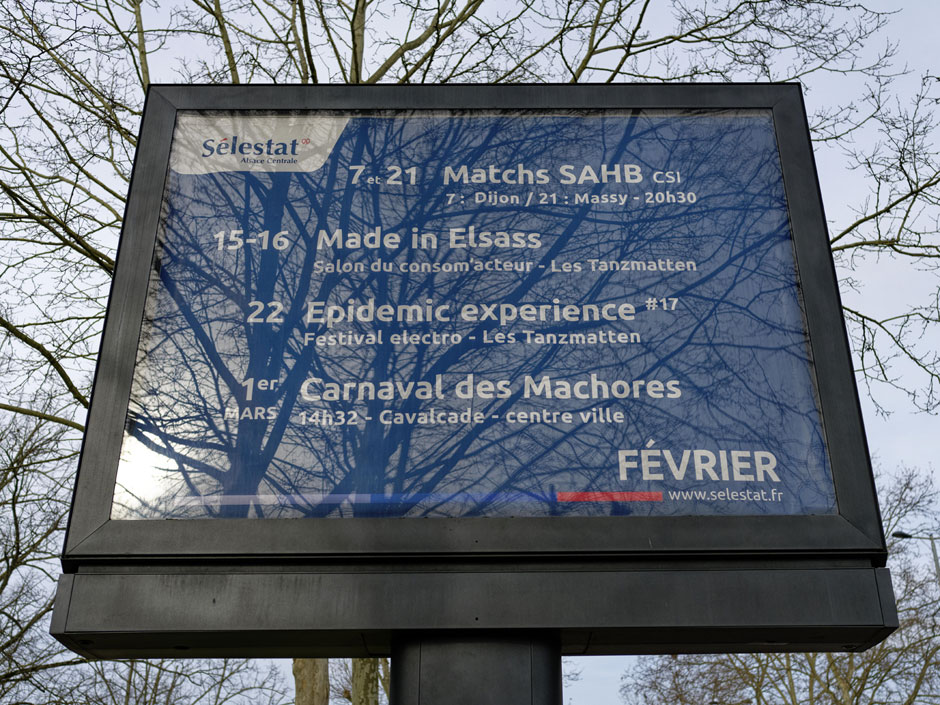 Sélestat
Alsace Centrale
7 et 21 Matchs SAHB CSI
7 : Dijon / 21 : Massy - 20h30
15-16 Made in Elsass
Salon du consom'acteur - Les Tanzmatten
22 Epidemic experience #17
Festival electro - Les Tanzmatten
1er MARS Carnaval des Machores
14h32 - Cavalcade - centre ville
FÉVRIER
www.selestat.fr